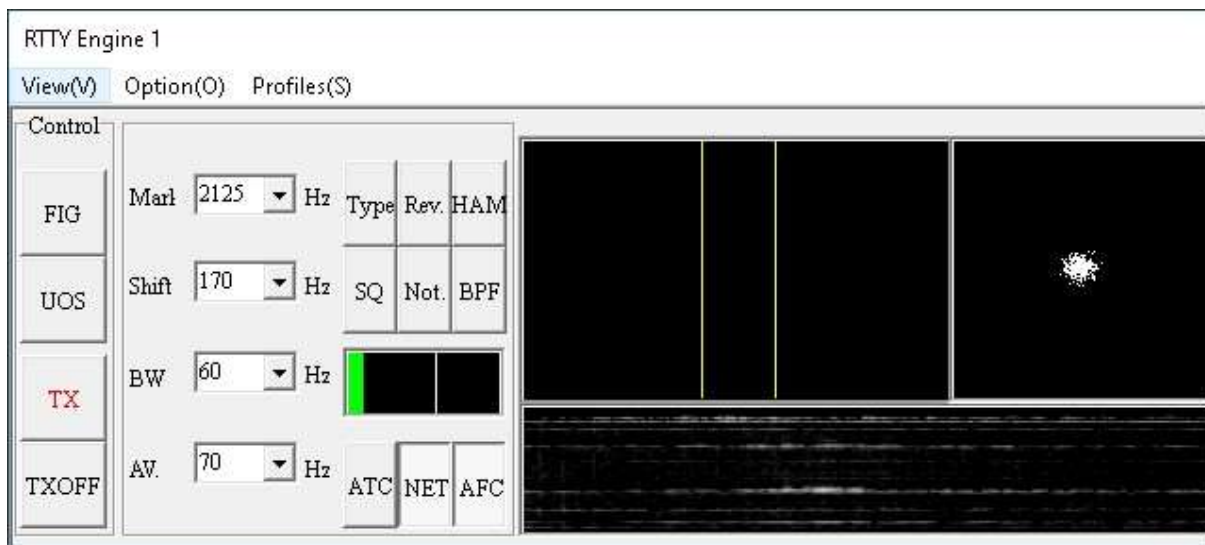 RTTY Engine 1
View(V) Option(O) Profiles(S)
Control
FIG
UOS
TX
TXOFF
Marl 2125 Hz
Shift 170 Hz
BW 60 Hz
AV. 70 Hz
Type Rev. HAM
SQ Not. BPF
ATC NET AFC